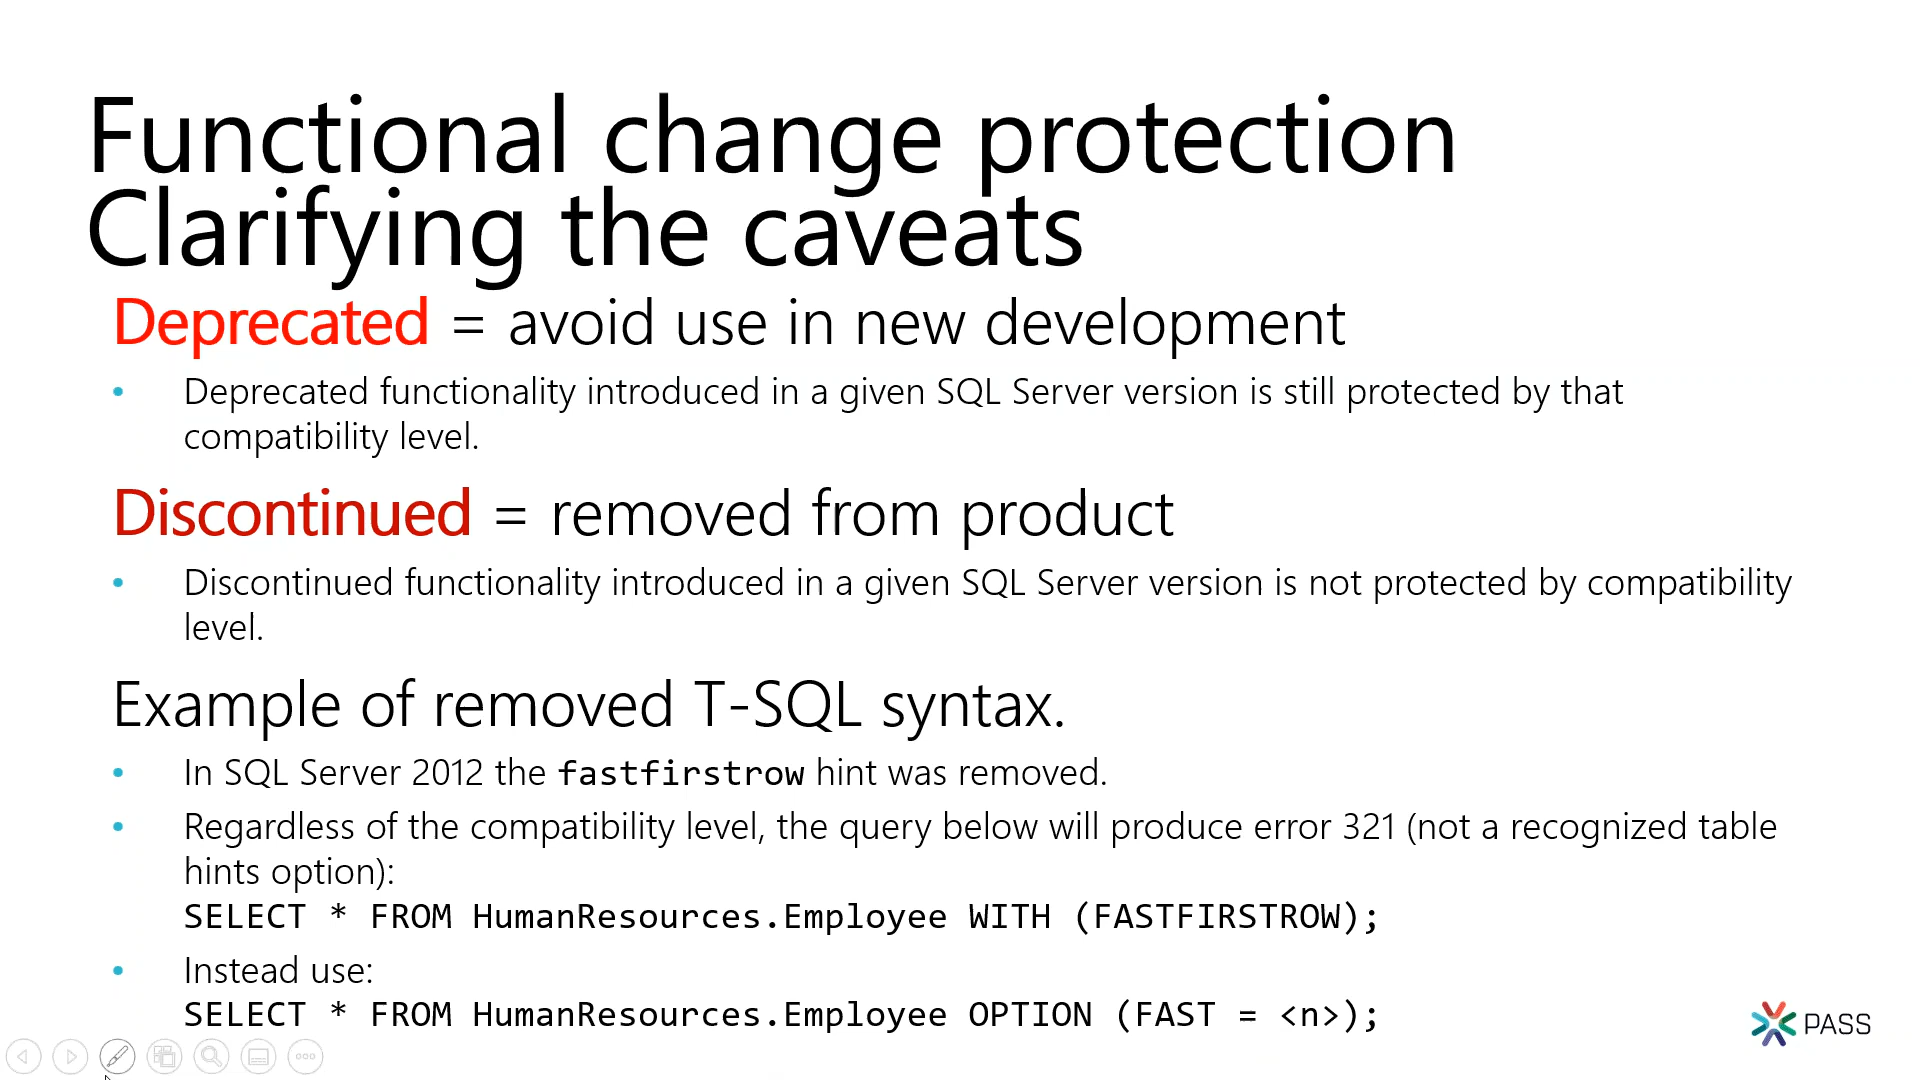 Functional change protection
Clarifying the caveats
Deprecated = avoid use in new development
• Deprecated functionality introduced in a given SQL Server version is still protected by that
compatibility level.
Discontinued = removed from product
• Discontinued functionality introduced in a given SQL Server version is not protected by compatibility
level.
Example of removed T-SQL syntax.
• In SQL Server 2012 the fastfirstrow hint was removed.
• Regardless of the compatibility level, the query below will produce error 321 (not a recognized table
hints option):
SELECT * FROM HumanResources.Employee WITH (FASTFIRSTROW);
• Instead use:
SELECT * FROM HumanResources.Employee OPTION (FAST = <n>);
PASS